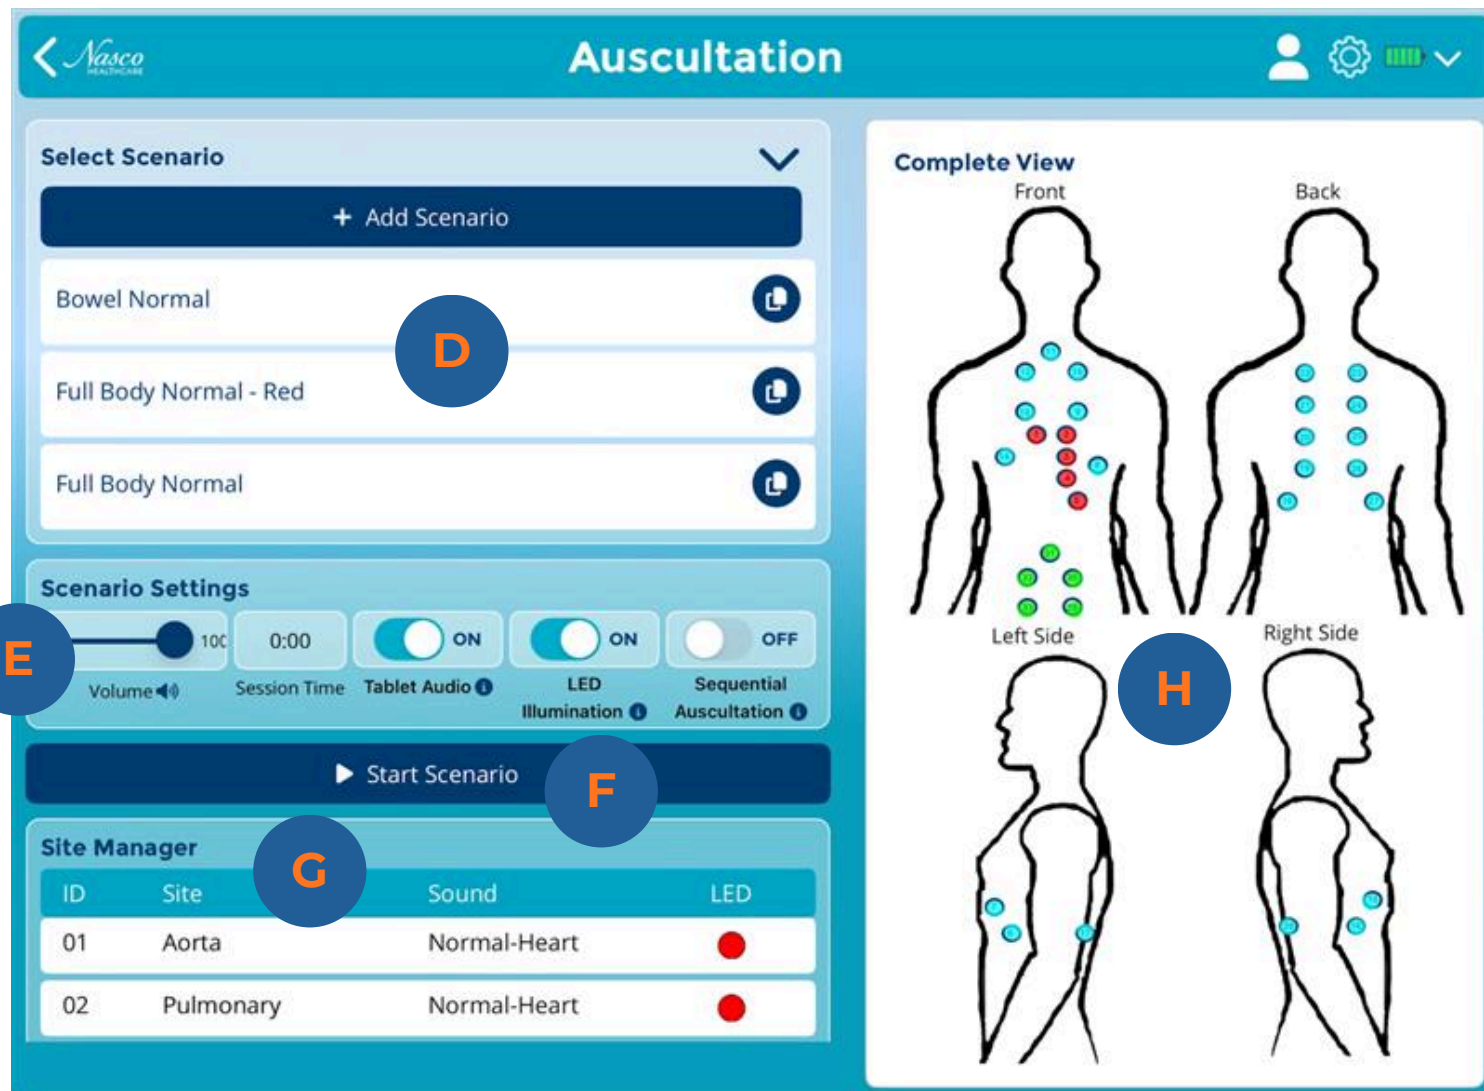 Nasco
HEALTHCARE
Auscultation
Select Scenario
+ Add Scenario
Bowel Normal
D
Full Body Normal - Red
Full Body Normal
Scenario Settings
E
100
0:00
ON
ON
OFF
Volume
Session Time
Tablet Audio
LED
Illumination
Sequential
Auscultation
Start Scenario
F
Site Manager
G
ID Site Sound LED
01 Aorta Normal-Heart
02 Pulmonary Normal-Heart
Complete View
Front
Back
Left Side
Right Side
H